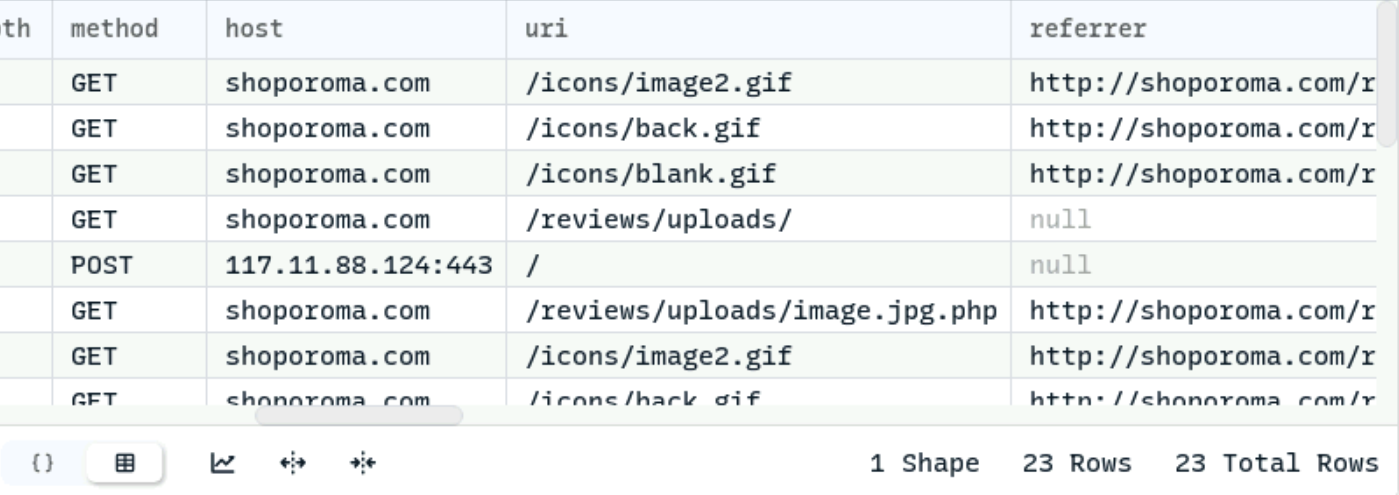 th method host uri referrer
GET shoporoma.com /icons/image2.gif http://shoporoma.com/r
GET shoporoma.com /icons/back.gif http://shoporoma.com/r
GET shoporoma.com /icons/blank.gif http://shoporoma.com/r
GET shoporoma.com /reviews/uploads/ null
POST 117.11.88.124:443 / null
GET shoporoma.com /reviews/uploads/image.jpg.php http://shoporoma.com/r
GET shoporoma.com /icons/image2.gif http://shoporoma.com/r
GET shoporoma.com /icons/back.gif http://shoporoma.com/r
{} 1 Shape 23 Rows 23 Total Rows